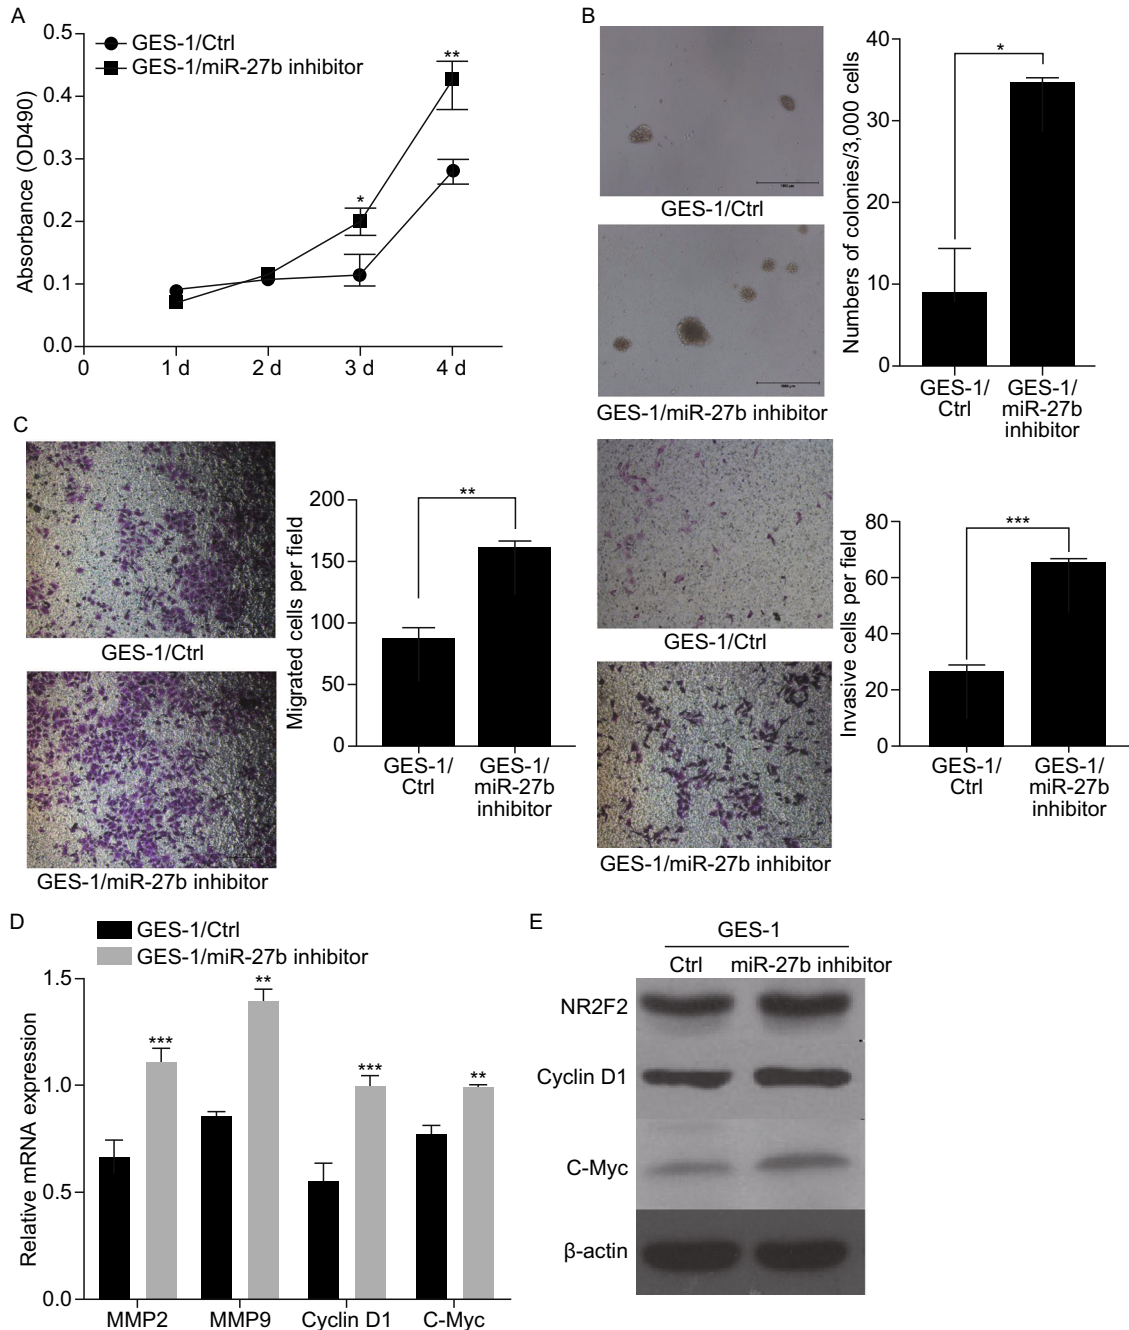 A
GES-1/Ctrl
GES-1/miR-27b inhibitor
Absorbance (OD490)
0.5
0.4
0.3
0.2
0.1
0.0
*
**
0
1 d
2 d
3 d
4 d
B
GES-1/Ctrl
GES-1/miR-27b inhibitor
Numbers of colonies/3,000 cells
40
30
20
10
0
*
GES-1/
Ctrl
GES-1/
miR-27b
inhibitor
C
GES-1/Ctrl
GES-1/miR-27b inhibitor
Migrated cells per field
200
150
100
50
0
**
GES-1/
Ctrl
GES-1/
miR-27b
inhibitor
GES-1/Ctrl
GES-1/miR-27b inhibitor
Invasive cells per field
80
60
40
20
0
***
GES-1/
Ctrl
GES-1/
miR-27b
inhibitor
D
GES-1/Ctrl
GES-1/miR-27b inhibitor
Relative mRNA expression
1.5
1.0
0.5
0.0
***
**
***
**
MMP2
MMP9
Cyclin D1
C-Myc
E
GES-1
Ctrl
miR-27b inhibitor
NR2F2
Cyclin D1
C-Myc
β-actin